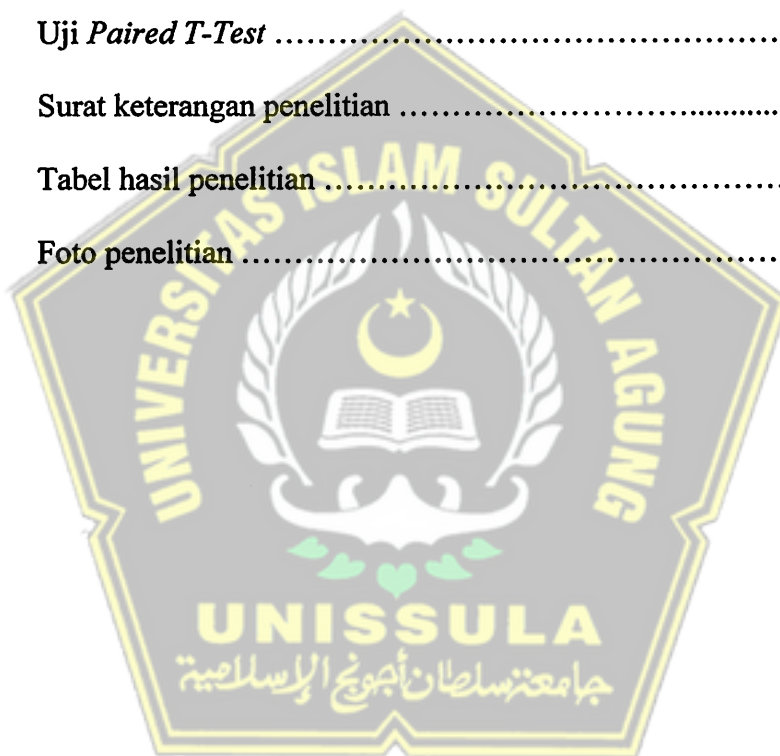 Uji Paired T-Test ................................................
Surat keterangan penelitian ......................................
Tabel hasil penelitian ...........................................
Foto penelitian ..................................................
UNIVERSITAS ISLAM SULTAN AGUNG
UNISSULA
جامعة سلطان أجونج الإسلامية